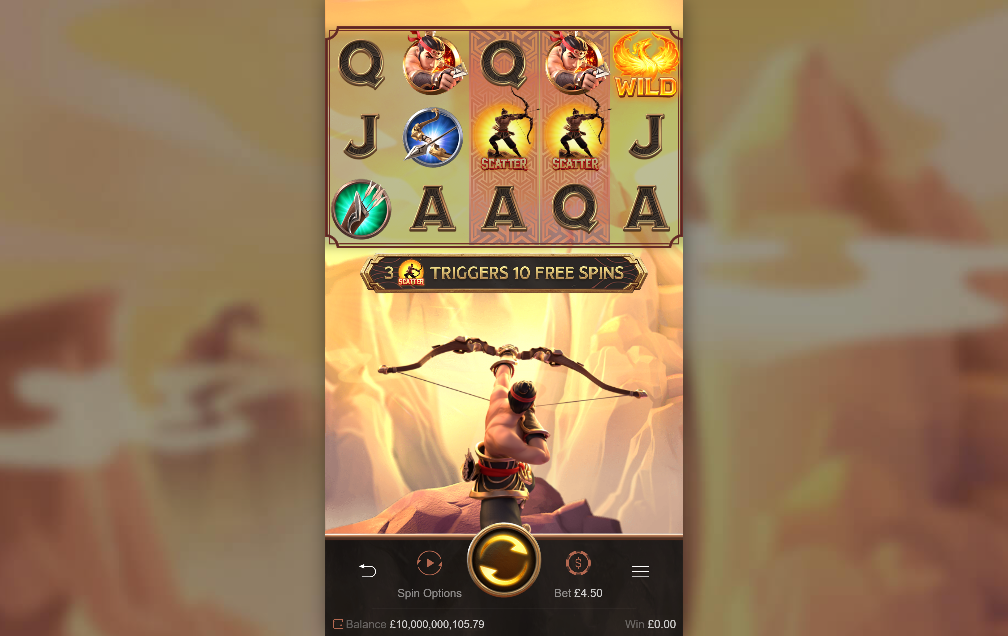 Q Q WILD
J SCATTER SCATTER J
A A Q A
3 SCATTER TRIGGERS 10 FREE SPINS
$
Spin Options Bet £4.50
Balance £10,000,000,105.79 Win £0.00